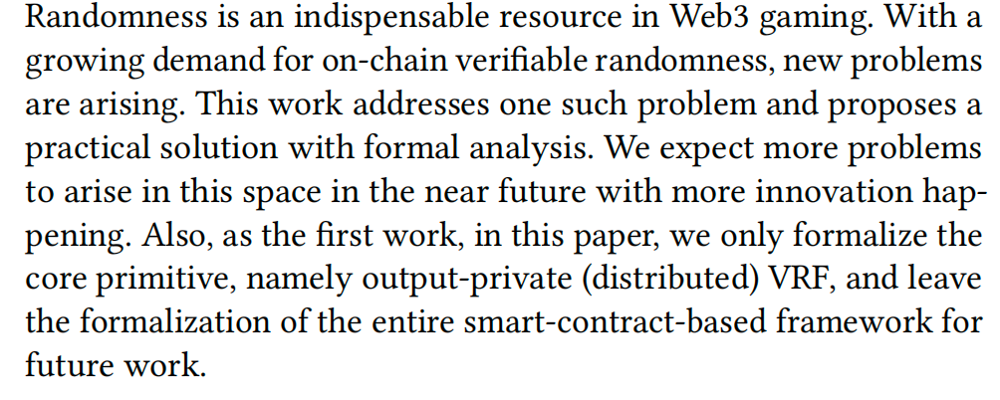 Randomness is an indispensable resource in Web3 gaming. With a
growing demand for on-chain verifiable randomness, new problems
are arising. This work addresses one such problem and proposes a
practical solution with formal analysis. We expect more problems
to arise in this space in the near future with more innovation hap-
pening. Also, as the first work, in this paper, we only formalize the
core primitive, namely output-private (distributed) VRF, and leave
the formalization of the entire smart-contract-based framework for
future work.